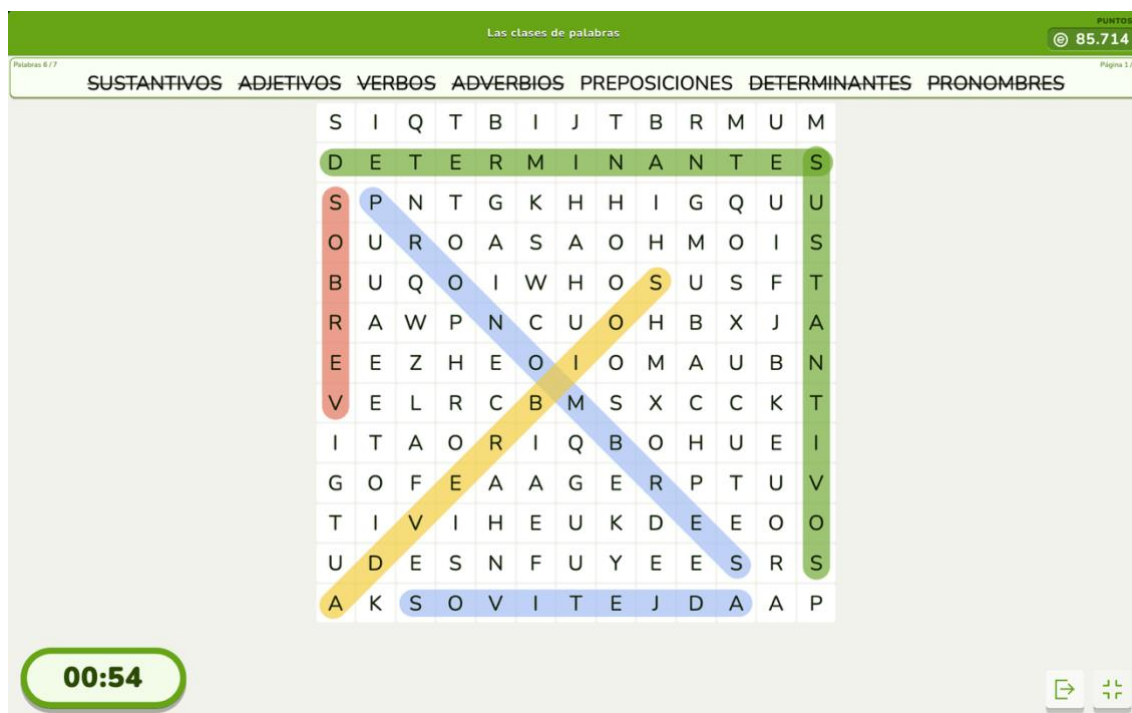 Las clases de palabras
PUNTOS
85.714
Palabras 6 / 7
Página 1 /
SUSTANTIVOS ADJETIVOS VERBOS ADVERBIOS PREPOSICIONES DETERMINANTES PRONOMBRES
S I Q T B I J T B R M U M
D E T E R M I N A N T E S
S P N T G K H H I G Q U U
O U R O A S A O H M O I S
B U Q O I W H O S U S F T
R A W P N C U O H B X J A
E E Z H E O I O M A U B N
V E L R C B M S X C C K T
I T A O R I Q B O H U E I
G O F E A A G E R P T U V
T I V I H E U K D E E O O
U D E S N F U Y E E S R S
A K S O V I T E J D A A P
00:54